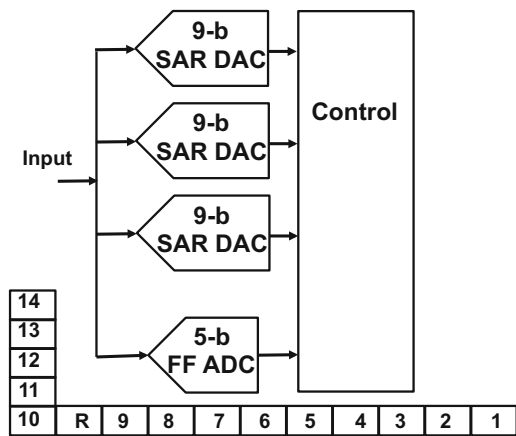 9-b
SAR DAC
9-b
SAR DAC
Control
Input
9-b
SAR DAC
5-b
FF ADC
14
13
12
11
10 R 9 8 7 6 5 4 3 2 1